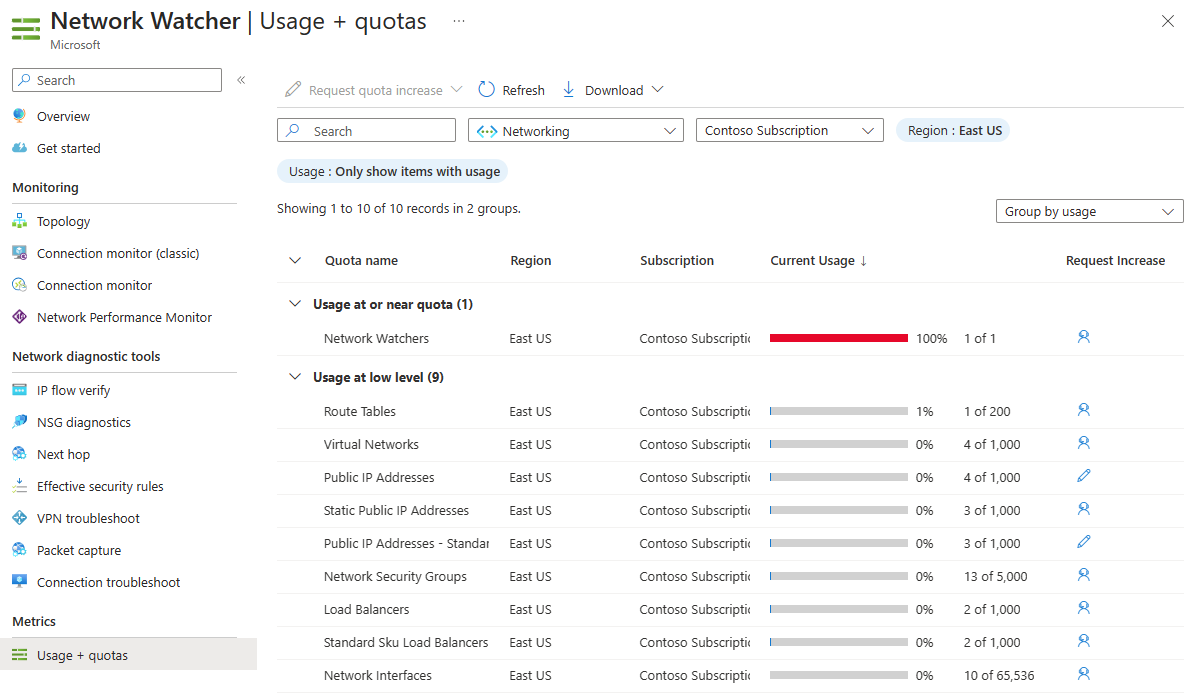 Network Watcher | Usage + quotas ...
Microsoft
Search
«
Overview
Get started
Monitoring
Topology
Connection monitor (classic)
Connection monitor
Network Performance Monitor
Network diagnostic tools
IP flow verify
NSG diagnostics
Next hop
Effective security rules
VPN troubleshoot
Packet capture
Connection troubleshoot
Metrics
Usage + quotas
Request quota increase Refresh Download
Search Networking Contoso Subscription Region : East US
Usage : Only show items with usage
Showing 1 to 10 of 10 records in 2 groups.
Group by usage
Quota name Region Subscription Current Usage ↓ Request Increase
Usage at or near quota (1)
Network Watchers East US Contoso Subscriptic 100% 1 of 1
Usage at low level (9)
Route Tables East US Contoso Subscriptic 1% 1 of 200
Virtual Networks East US Contoso Subscriptic 0% 4 of 1,000
Public IP Addresses East US Contoso Subscriptic 0% 4 of 1,000
Static Public IP Addresses East US Contoso Subscriptic 0% 3 of 1,000
Public IP Addresses - Standar East US Contoso Subscriptic 0% 3 of 1,000
Network Security Groups East US Contoso Subscriptic 0% 13 of 5,000
Load Balancers East US Contoso Subscriptic 0% 2 of 1,000
Standard Sku Load Balancers East US Contoso Subscriptic 0% 2 of 1,000
Network Interfaces East US Contoso Subscriptic 0% 10 of 65,536